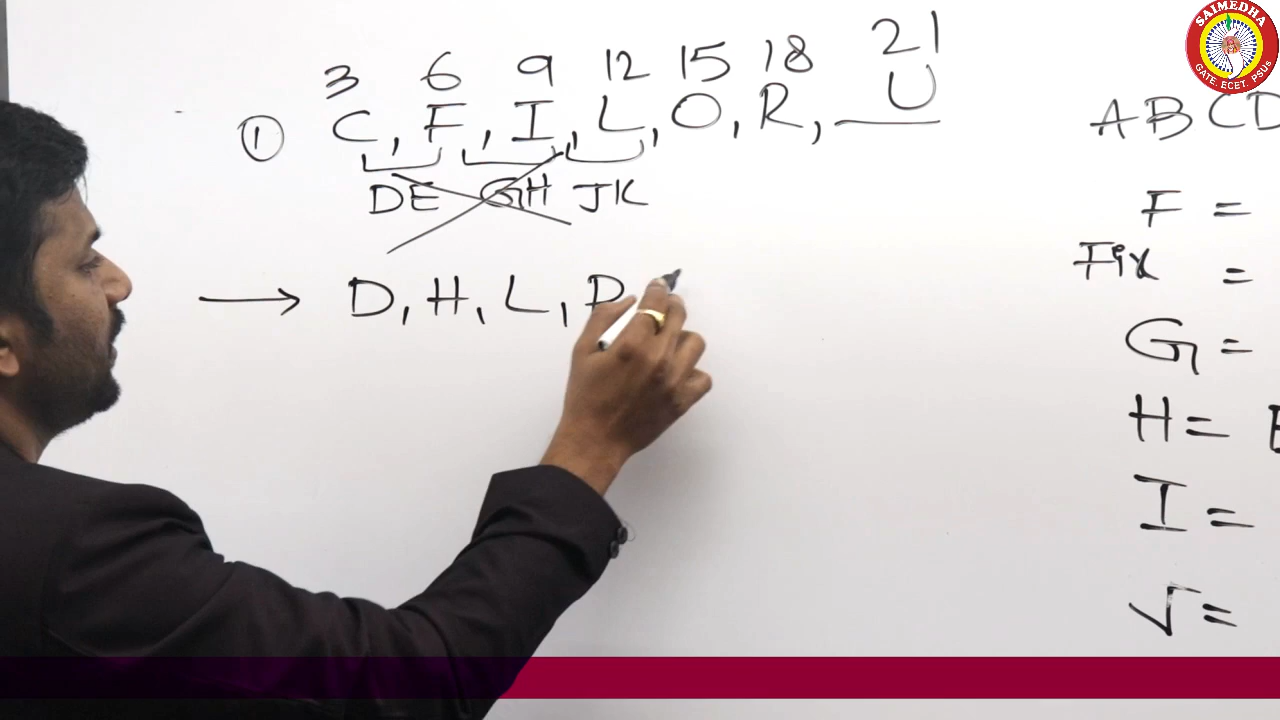 3 6 9 12 15 18 21
① C, F, I, L, O, R, U
DE GH JK
→ D, H, L, P
A B C D
F =
Fix =
G =
H =
I =
J =
SAIMEDHA
GATE. ECET. PSUs